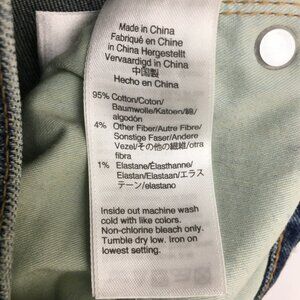 Made in China
Fabriqué en Chine
in China Hergestellt
Vervaardigd in China
中国製
Hecho en China
95% Cotton/Coton/
Baumwolle/Katoen/綿/
algodón
4% Other Fiber/Autre Fibre/
Sonstige Faser/Andere
Vezel/その他の繊維/otra
fibra
1% Elastane/Élasthanne/
Elastan/Elastaan/エラス
テーン/elastano
Inside out machine wash
cold with like colors.
Non-chlorine bleach only.
Tumble dry low. Iron on
lowest setting.